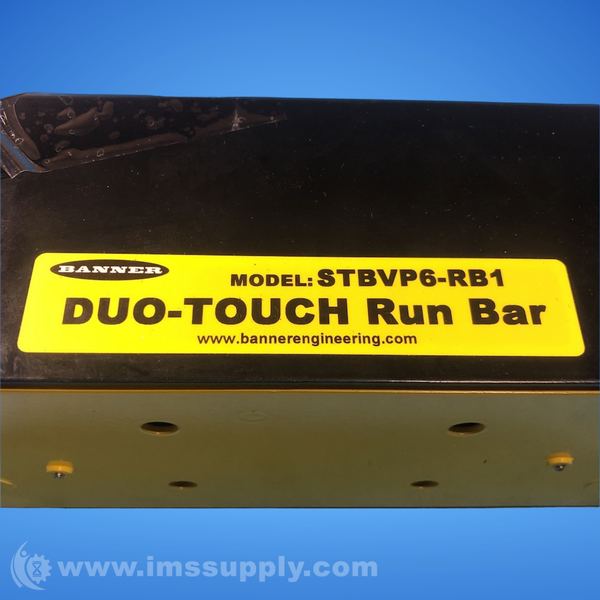 BANNER
MODEL: STBVP6-RB1
DUO-TOUCH Run Bar
www.bannerengineering.com
www.imssupply.com